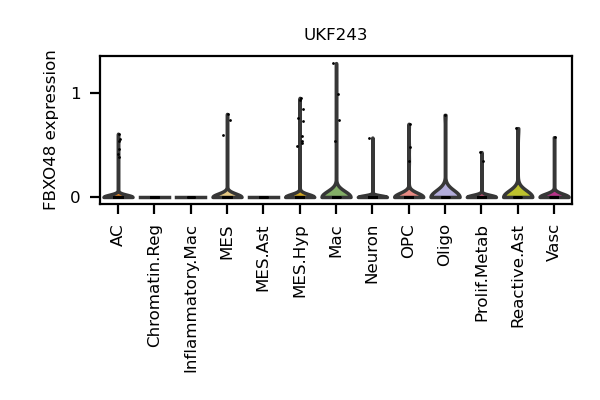 UKF243
FBXO48 expression
1
0
AC
Chromatin.Reg
Inflammatory.Mac
MES
MES.Ast
MES.Hyp
Mac
Neuron
OPC
Oligo
Prolif.Metab
Reactive.Ast
Vasc